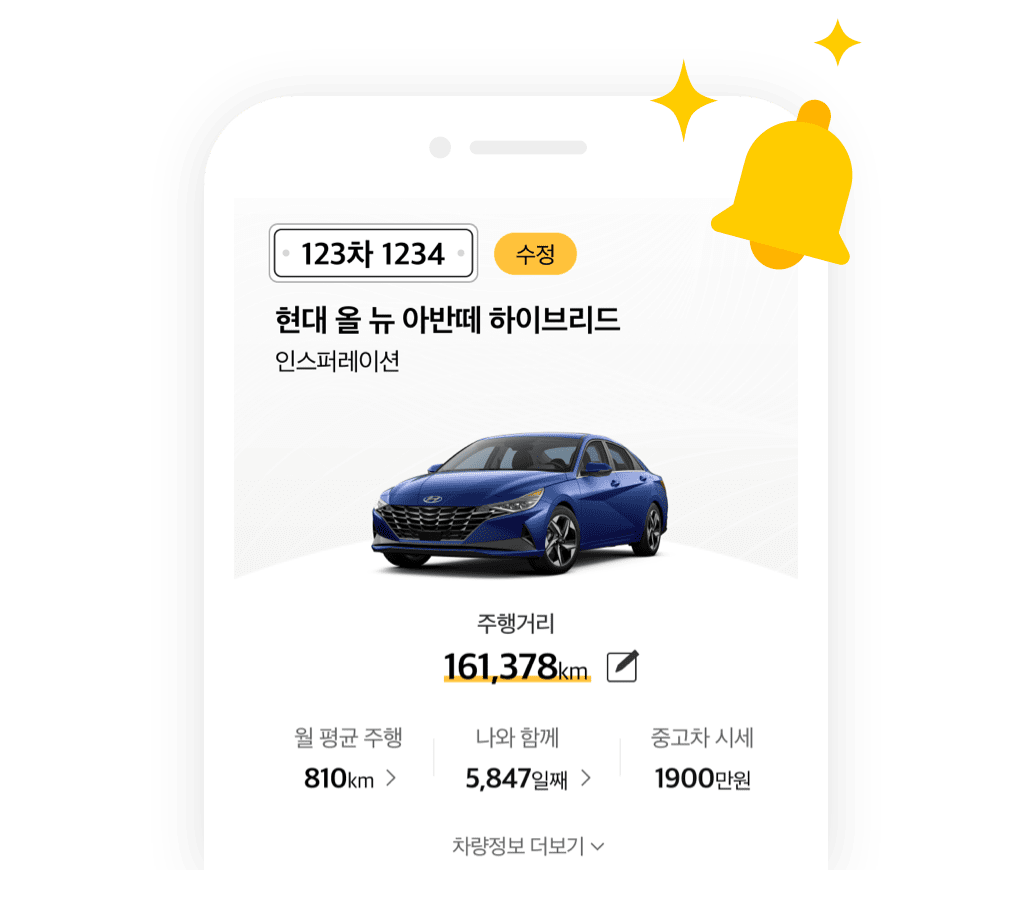 123차 1234
수정
현대 올 뉴 아반떼 하이브리드
인스퍼레이션
주행거리
161,378km
월 평균 주행 나와 함께 중고차 시세
810km 5,847일째 1900만원
차량정보 더보기